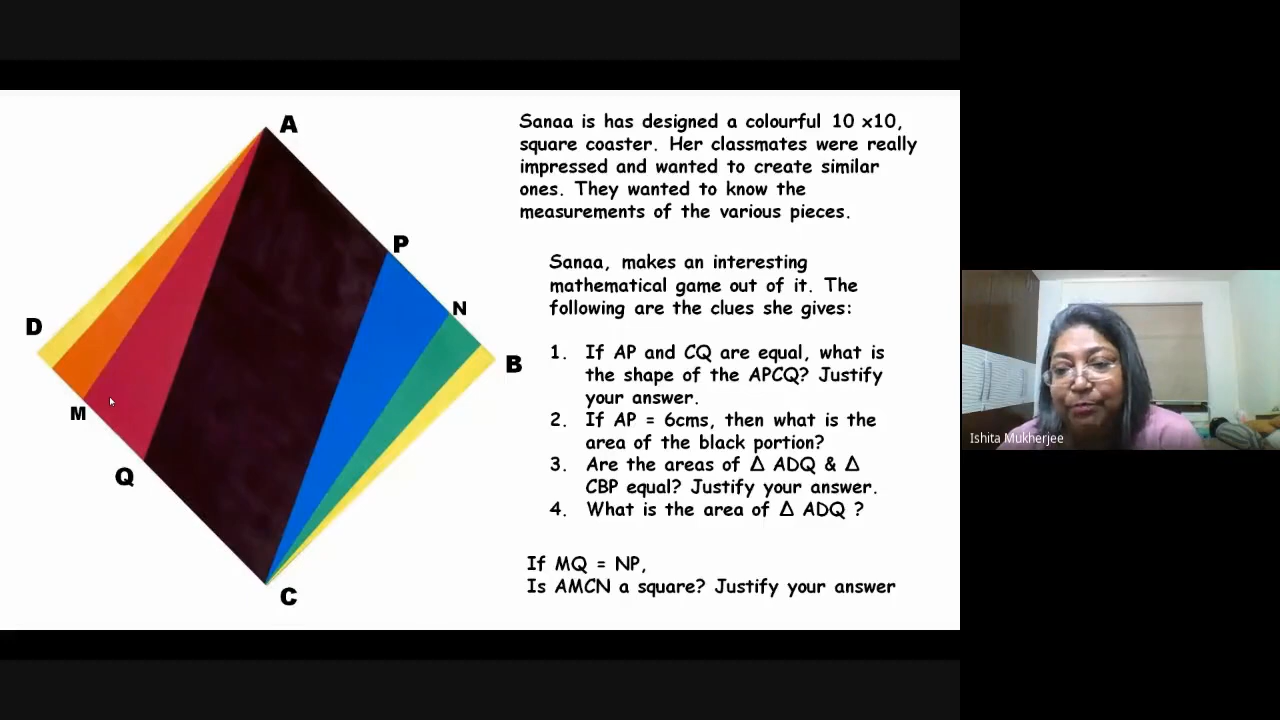 A
P
N
D
B
M
Q
C
Sanaa is has designed a colourful 10 x10,
square coaster. Her classmates were really
impressed and wanted to create similar
ones. They wanted to know the
measurements of the various pieces.
Sanaa, makes an interesting
mathematical game out of it. The
following are the clues she gives:
1. If AP and CQ are equal, what is
the shape of the APCQ? Justify
your answer.
2. If AP = 6cms, then what is the
area of the black portion?
3. Are the areas of Δ ADQ & Δ
CBP equal? Justify your answer.
4. What is the area of Δ ADQ ?
If MQ = NP,
Is AMCN a square? Justify your answer
Ishita Mukherjee